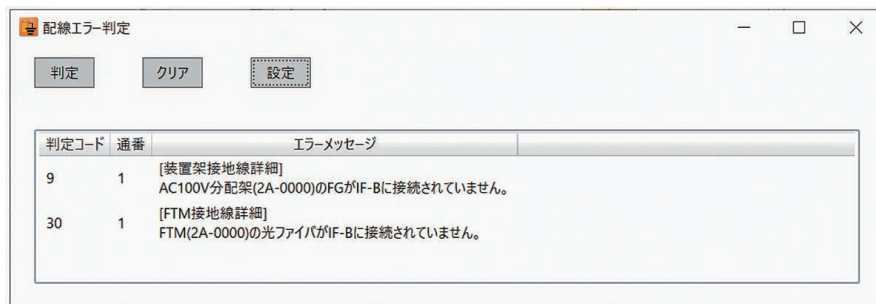 配線エラー判定
判定 クリア 設定
判定コード 通番 エラーメッセージ
9 1 [装置架接地線詳細]
AC100V分配架(2A-0000)のFGがIF-Bに接続されていません。
30 1 [FTM接地線詳細]
FTM(2A-0000)の光ファイバがIF-Bに接続されていません。